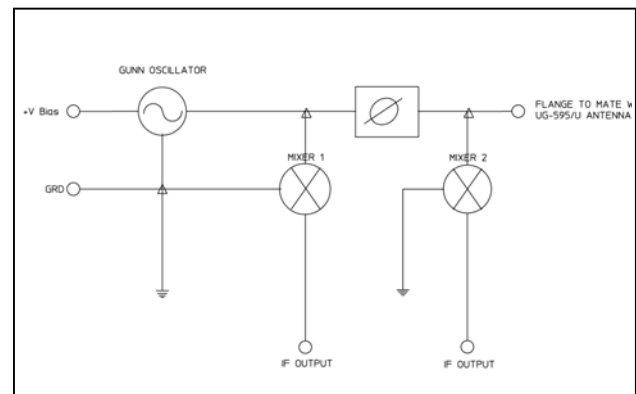 GUNN OSCILLATOR
+V Bias
FLANGE TO MATE
UG-595/U ANTENNA
MIXER 1
MIXER 2
GRD
IF OUTPUT
IF OUTPUT